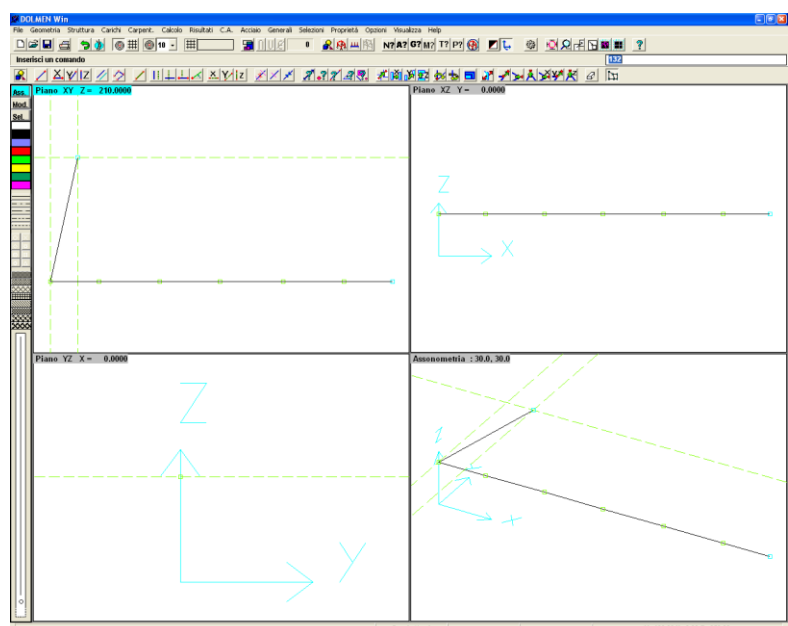 DOLMEN Win
File Geometria Struttura Carichi Carpent. Calcolo Risultati C.A. Acciaio Generali Selezioni Proprietà Opzioni Visualizza Help
10 0 N? A? G? M? T? P? ?
Inserisci un comando 132
X Y I Z X Y I z
Ass. Piano XY Z = 210.0000 Piano XZ Y = 0.0000
Mod.
Sel.
Z
X
Piano YZ X = 0.0000 Assonometria : 30.0, 30.0
Z
Y
Z
Y
X